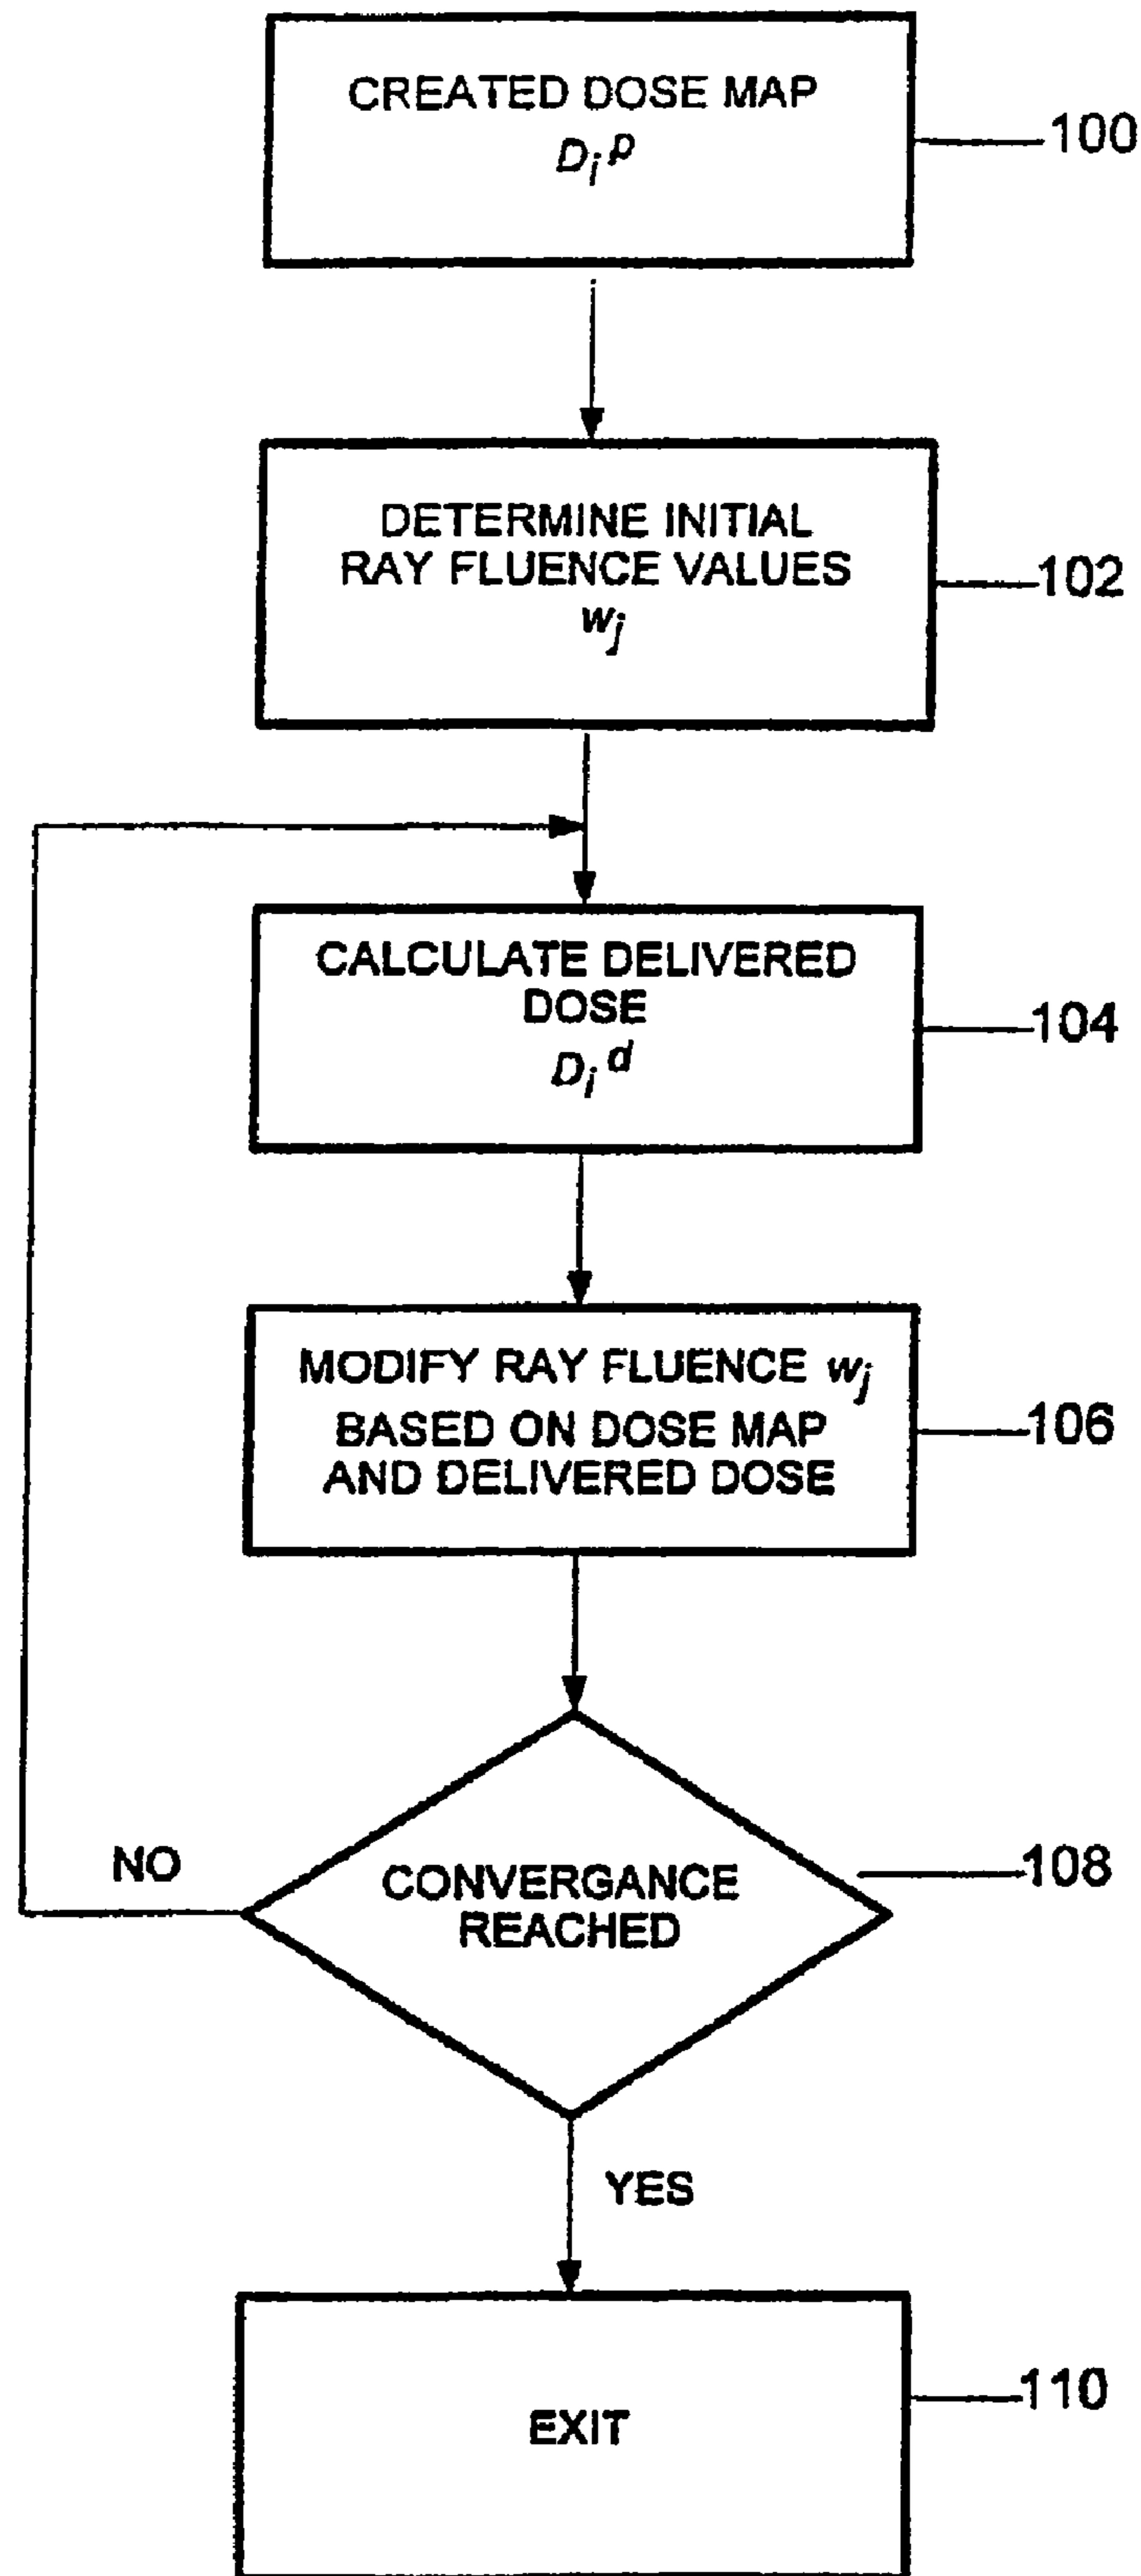 CREATED DOSE MAP
D_i^p
100
DETERMINE INITIAL
RAY FLUENCE VALUES
w_j
102
CALCULATE DELIVERED
DOSE
D_i^d
104
MODIFY RAY FLUENCE w_j
BASED ON DOSE MAP
AND DELIVERED DOSE
106
CONVERGANCE
REACHED
108
NO
YES
EXIT
110